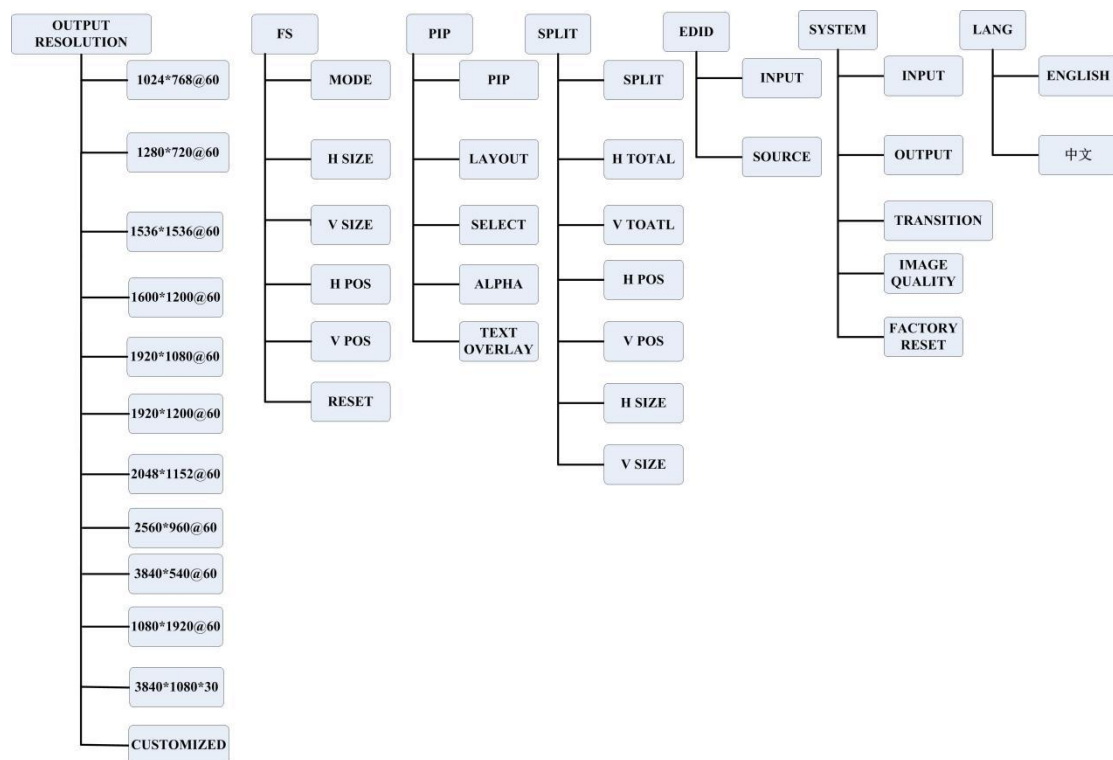 OUTPUT
RESOLUTION
1024*768@60
1280*720@60
1536*1536@60
1600*1200@60
1920*1080@60
1920*1200@60
2048*1152@60
2560*960@60
3840*540@60
1080*1920@60
3840*1080*30
CUSTOMIZED
FS
MODE
H SIZE
V SIZE
H POS
V POS
RESET
PIP
PIP
LAYOUT
SELECT
ALPHA
TEXT
OVERLAY
SPLIT
SPLIT
H TOTAL
V TOATL
H POS
V POS
H SIZE
V SIZE
EDID
INPUT
SOURCE
SYSTEM
INPUT
OUTPUT
TRANSITION
IMAGE
QUALITY
FACTORY
RESET
LANG
ENGLISH
中文